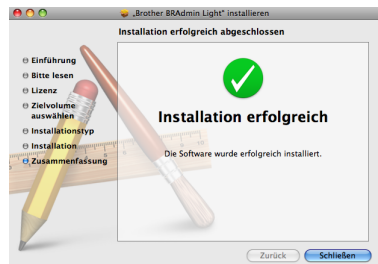 „Brother BRAdmin Light" installieren
Installation erfolgreich abgeschlossen
Einführung
Bitte lesen
Lizenz
Zielvolume
auswählen
Installationstyp
Installation
Zusammenfassung
Installation erfolgreich
Die Software wurde erfolgreich installiert.
Zurück
Schließen